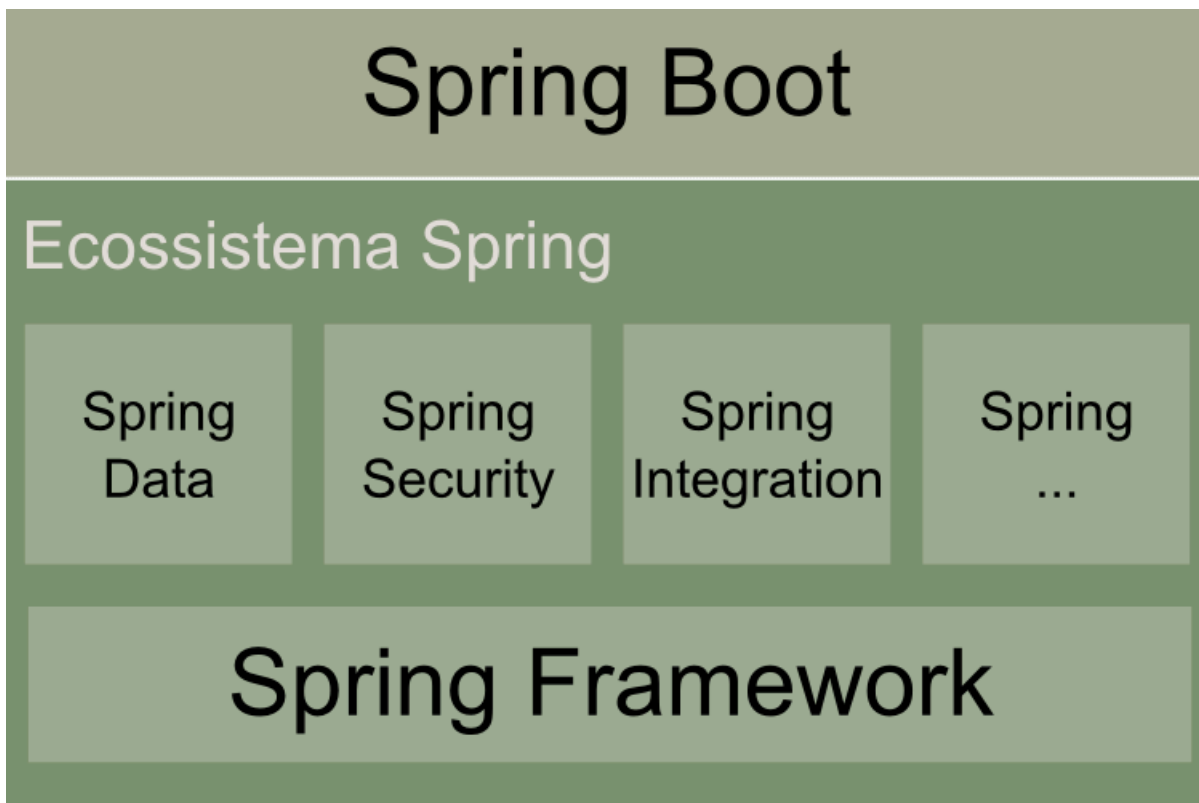 Spring Boot
Ecossistema Spring
Spring
Data
Spring
Security
Spring
Integration
Spring
...
Spring Framework